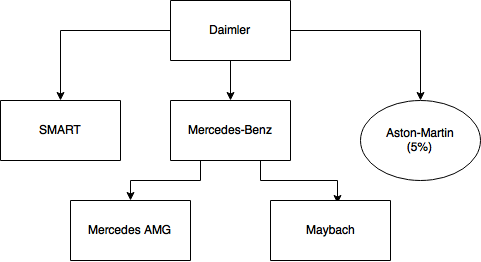 Daimler
SMART
Mercedes-Benz
Aston-Martin
(5%)
Mercedes AMG
Maybach